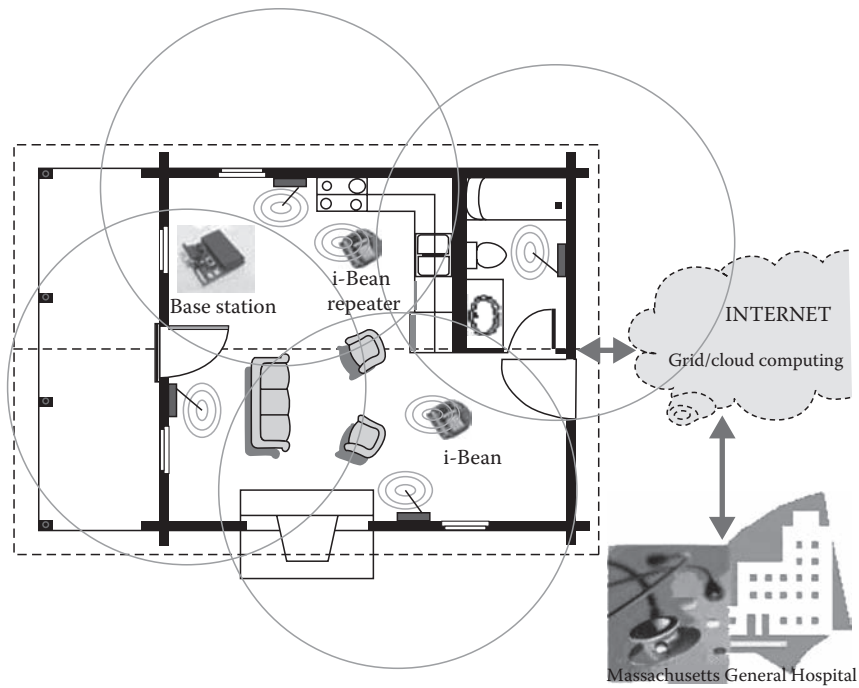 Base station
i-Bean
repeater
INTERNET
Grid/cloud computing
i-Bean
Massachusetts General Hospital